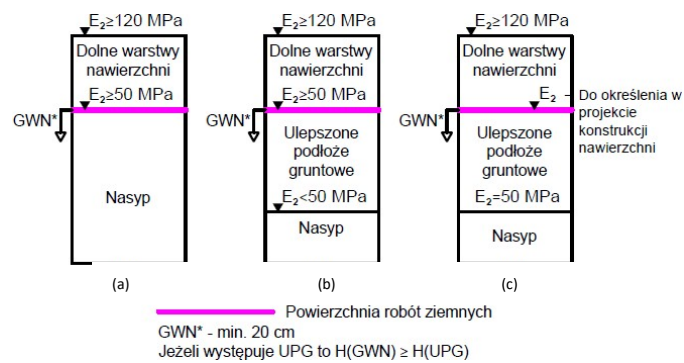 E₂≥120 MPa
Dolne warstwy
nawierzchni
E₂≥50 MPa
GWN*
Nasyp
(a)
E₂≥120 MPa
Dolne warstwy
nawierzchni
E₂≥50 MPa
GWN*
Ulepszone
podłoże
gruntowe
E₂<50 MPa
Nasyp
(b)
E₂≥120 MPa
Dolne warstwy
nawierzchni
E₂
Do określenia w
projekcie
konstrukcji
nawierzchni
GWN*
Ulepszone
podłoże
gruntowe
E₂=50 MPa
Nasyp
(c)
Powierzchnia robót ziemnych
GWN* - min. 20 cm
Jeżeli występuje UPG to H(GWN) ≥ H(UPG)